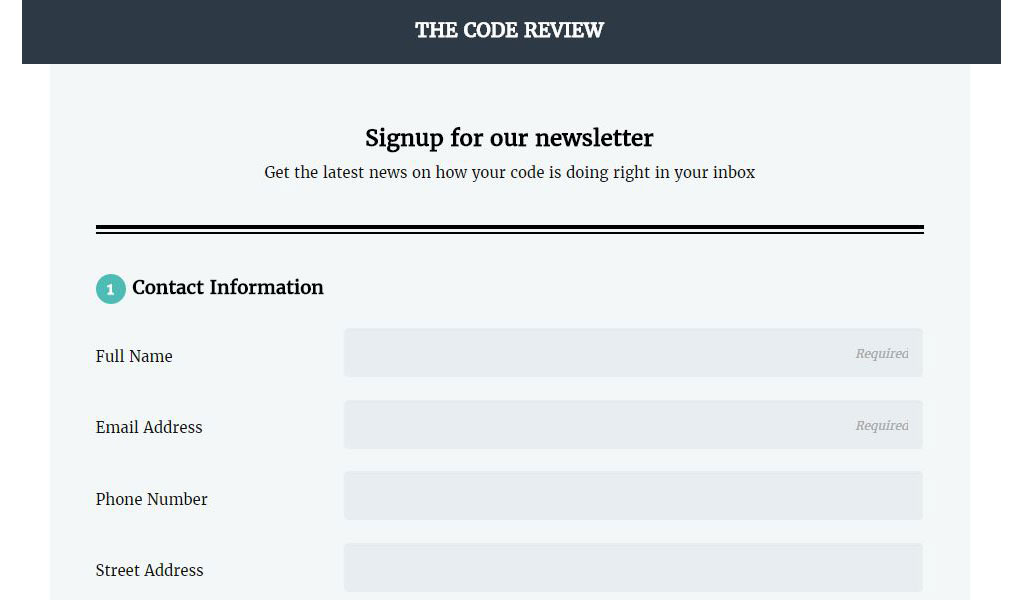 THE CODE REVIEW
Signup for our newsletter
Get the latest news on how your code is doing right in your inbox
1 Contact Information
Full Name Required
Email Address Required
Phone Number
Street Address